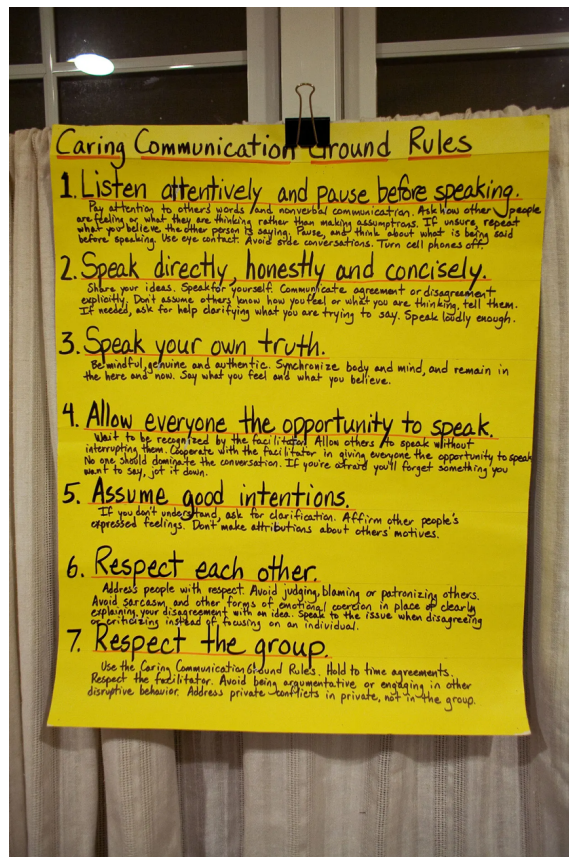 Caring Communication Ground Rules
1. Listen attentively and pause before speaking.
Pay attention to others words and nonverbal communication. Ask how other people
are feeling or what they are thinking rather than making assumptions. If unsure, repeat
what you believe the other person is saying. Pause, and think about what is being said
before speaking. Use eye contact. Avoid side conversations. Turn cell phones off.
2. Speak directly, honestly and concisely.
Share your ideas. Speak for yourself. Communicate agreement or disagreement
explicitly. Don't assume others know how you feel or what you are thinking, tell them.
If needed, ask for help clarifying what you are trying to say. Speak loudly enough.
3. Speak your own truth.
Be mindful, genuine and authentic. Synchronize body and mind, and remain in
the here and now. Say what you feel and what you believe.
4. Allow everyone the opportunity to speak.
Wait to be recognized by the facilitator. Allow others to speak without
interrupting them. Cooperate with the facilitator in giving everyone the opportunity to speak.
No one should dominate the conversation. If you're afraid you'll forget something you
want to say, jot it down.
5. Assume good intentions.
If you don't understand, ask for clarification. Affirm other people's
expressed feelings. Don't make attributions about others' motives.
6. Respect each other.
Address people with respect. Avoid judging, blaming or patronizing others.
Avoid sarcasm, and other forms of emotional coercion in place of clearly
explaining your disagreement with an idea. Speak to the issue when disagreeing
or criticizing instead of focusing on an individual.
7. Respect the group.
Use the Caring Communication Ground Rules. Hold to time agreements.
Respect the facilitator. Avoid being argumentative or engaging in other
disruptive behavior. Address private conflicts in private, not in the group.